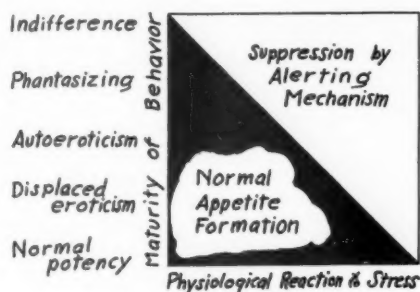 Indifference
Phantasizing
Autoeroticism
Displaced
eroticism
Normal
potency
Maturity of Behavior
Suppression by
Alerting
Mechanism
Normal
Appetite
Formation
Physiological Reaction to Stress